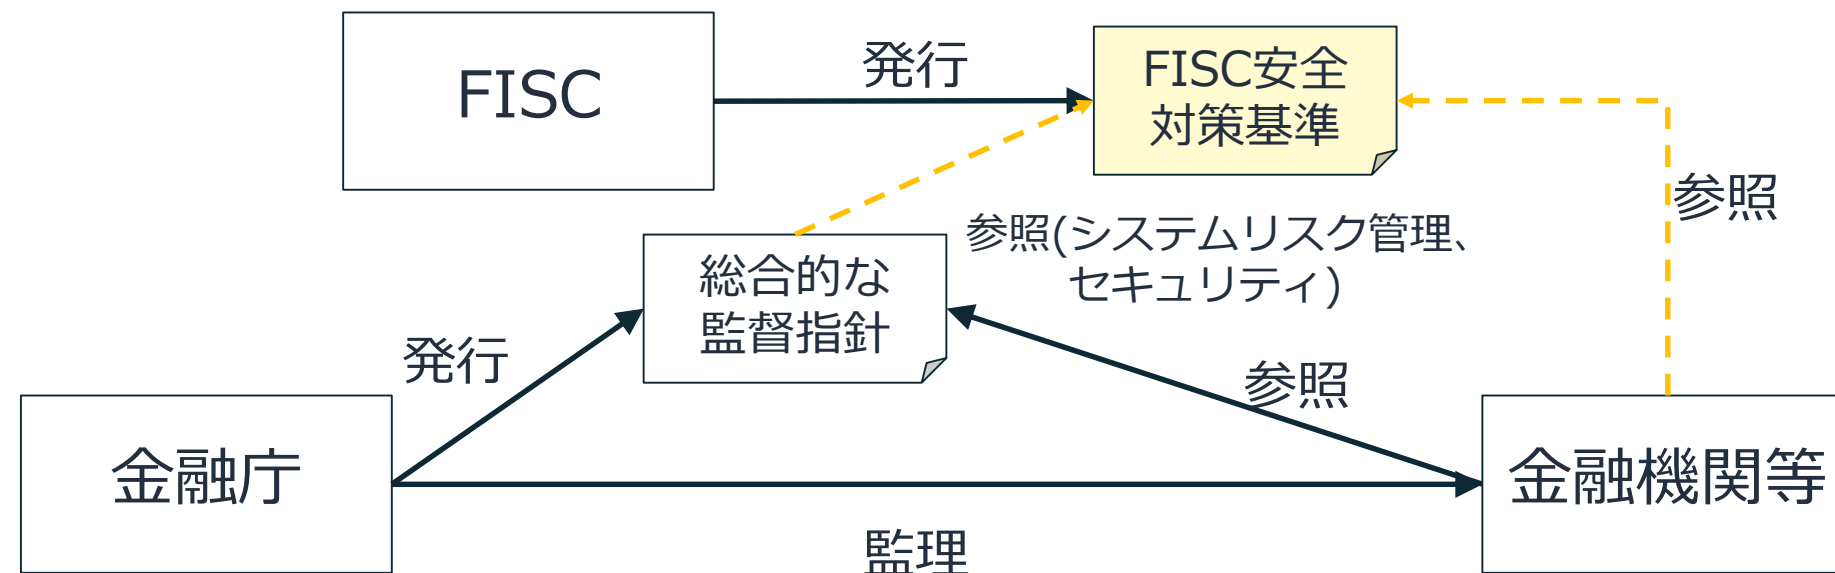 FISC
発行
FISC安全
対策基準
参照
参照(システムリスク管理、
セキュリティ)
総合的な
監督指針
発行
参照
金融庁
金融機関等
監理